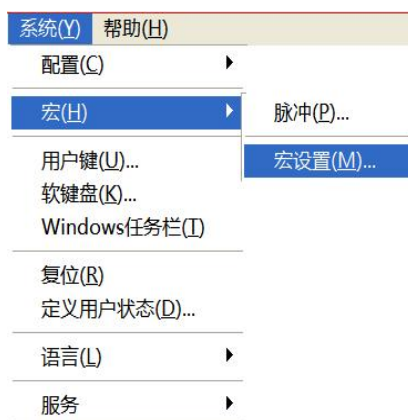 系统(Y) 帮助(H)
配置(C)
宏(H)
脉冲(P)...
宏设置(M)...
用户键(U)...
软键盘(K)...
Windows任务栏(T)
复位(R)
定义用户状态(D)...
语言(L)
服务